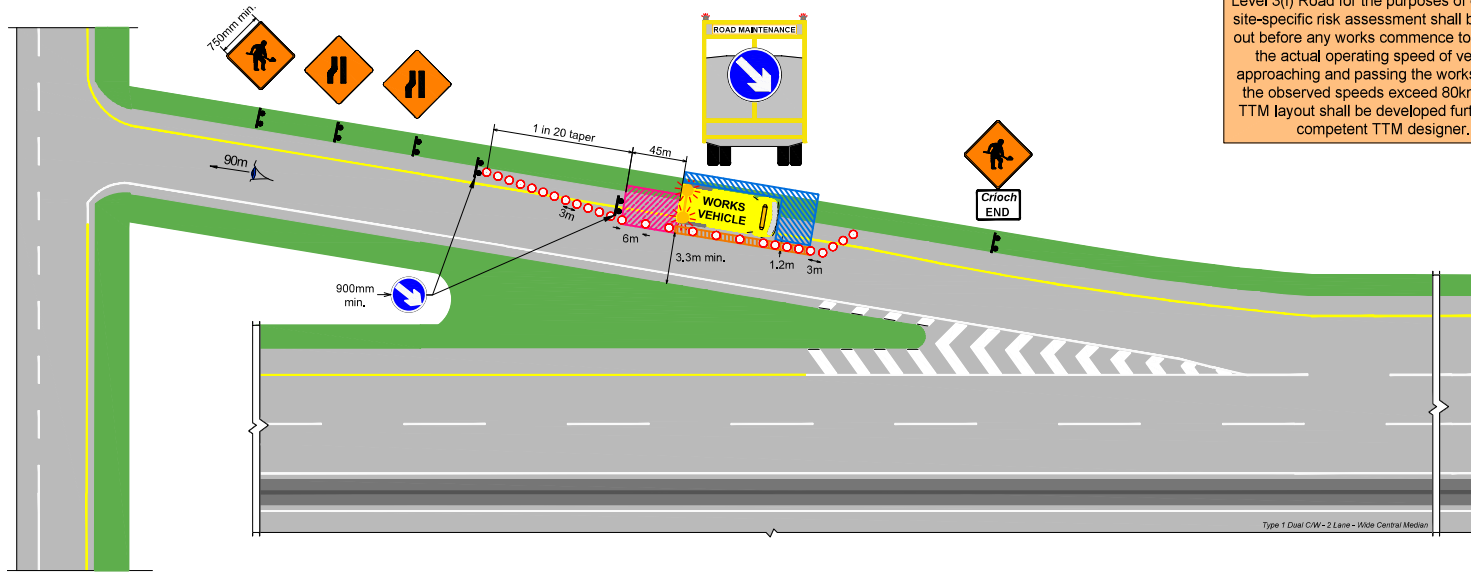 Level 3(i) Road for the purposes of
site-specific risk assessment shall b
out before any works commence to
the actual operating speed of ve
approaching and passing the works
the observed speeds exceed 80k
TTM layout shall be developed furt
competent TTM designer.
750mm min.
ROAD MAINTENANCE
1 in 20 taper
45m
90m
3m
6m
WORKS
VEHICLE
3.3m min.
1.2m
3m
Críoch
END
900mm
min.
Type 1 Dual C/W - 2 Lane - Wide Central Median